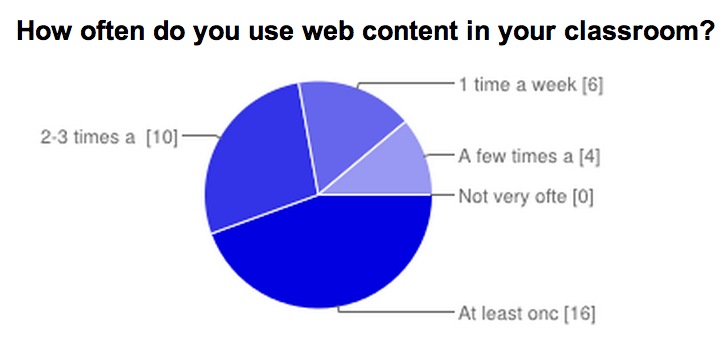 How often do you use web content in your classroom?
1 time a week [6]
2-3 times a [10]
A few times a [4]
Not very ofte [0]
At least onc [16]